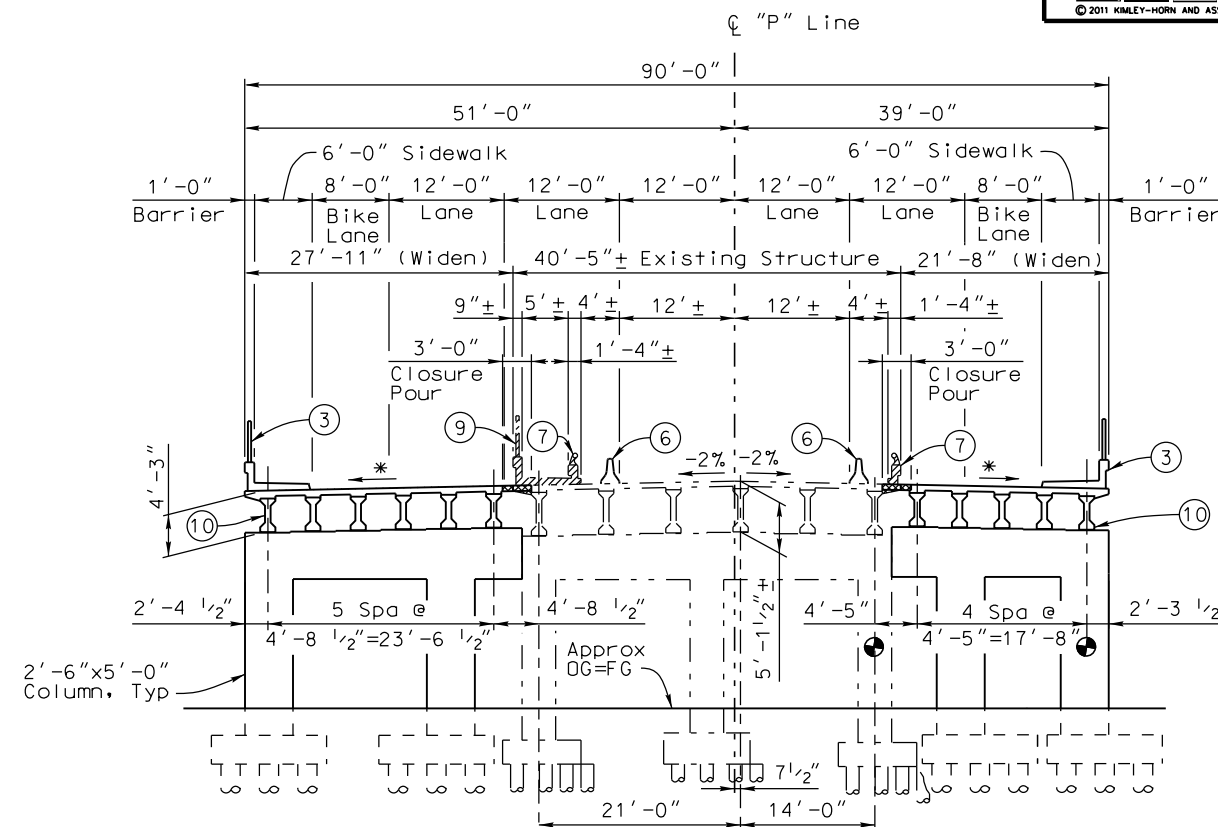 © 2011 KIMLEY-HORN AND AS
℄ "P" Line
90'-0"
51'-0" 39'-0"
6'-0" Sidewalk 6'-0" Sidewalk
1'-0" 8'-0" 12'-0" 12'-0" 12'-0" 12'-0" 12'-0" 8'-0" 1'-0"
Barrier Bike Lane Lane Lane Lane Bike Barrier
Lane Lane
27'-11" (Widen) 40'-5"± Existing Structure 21'-8" (Widen)
9"± 5'± 4'± 12'± 12'± 4'± 1'-4"±
3'-0" 1'-4"± 3'-0"
Closure Closure
Pour Pour
3 9 7 6 6 7 3
* -2% -2% *
4'-3"
10 10
2'-4 1/2" 5 Spa @ 4'-8 1/2" 5'-1 1/2"± 4'-5" 4 Spa @ 2'-3 1/2
4'-8 1/2"=23'-6 1/2" 4'-5"=17'-8"
Approx
OG=FG
2'-6"x5'-0"
Column, Typ
7 1/2"
21'-0" 14'-0"